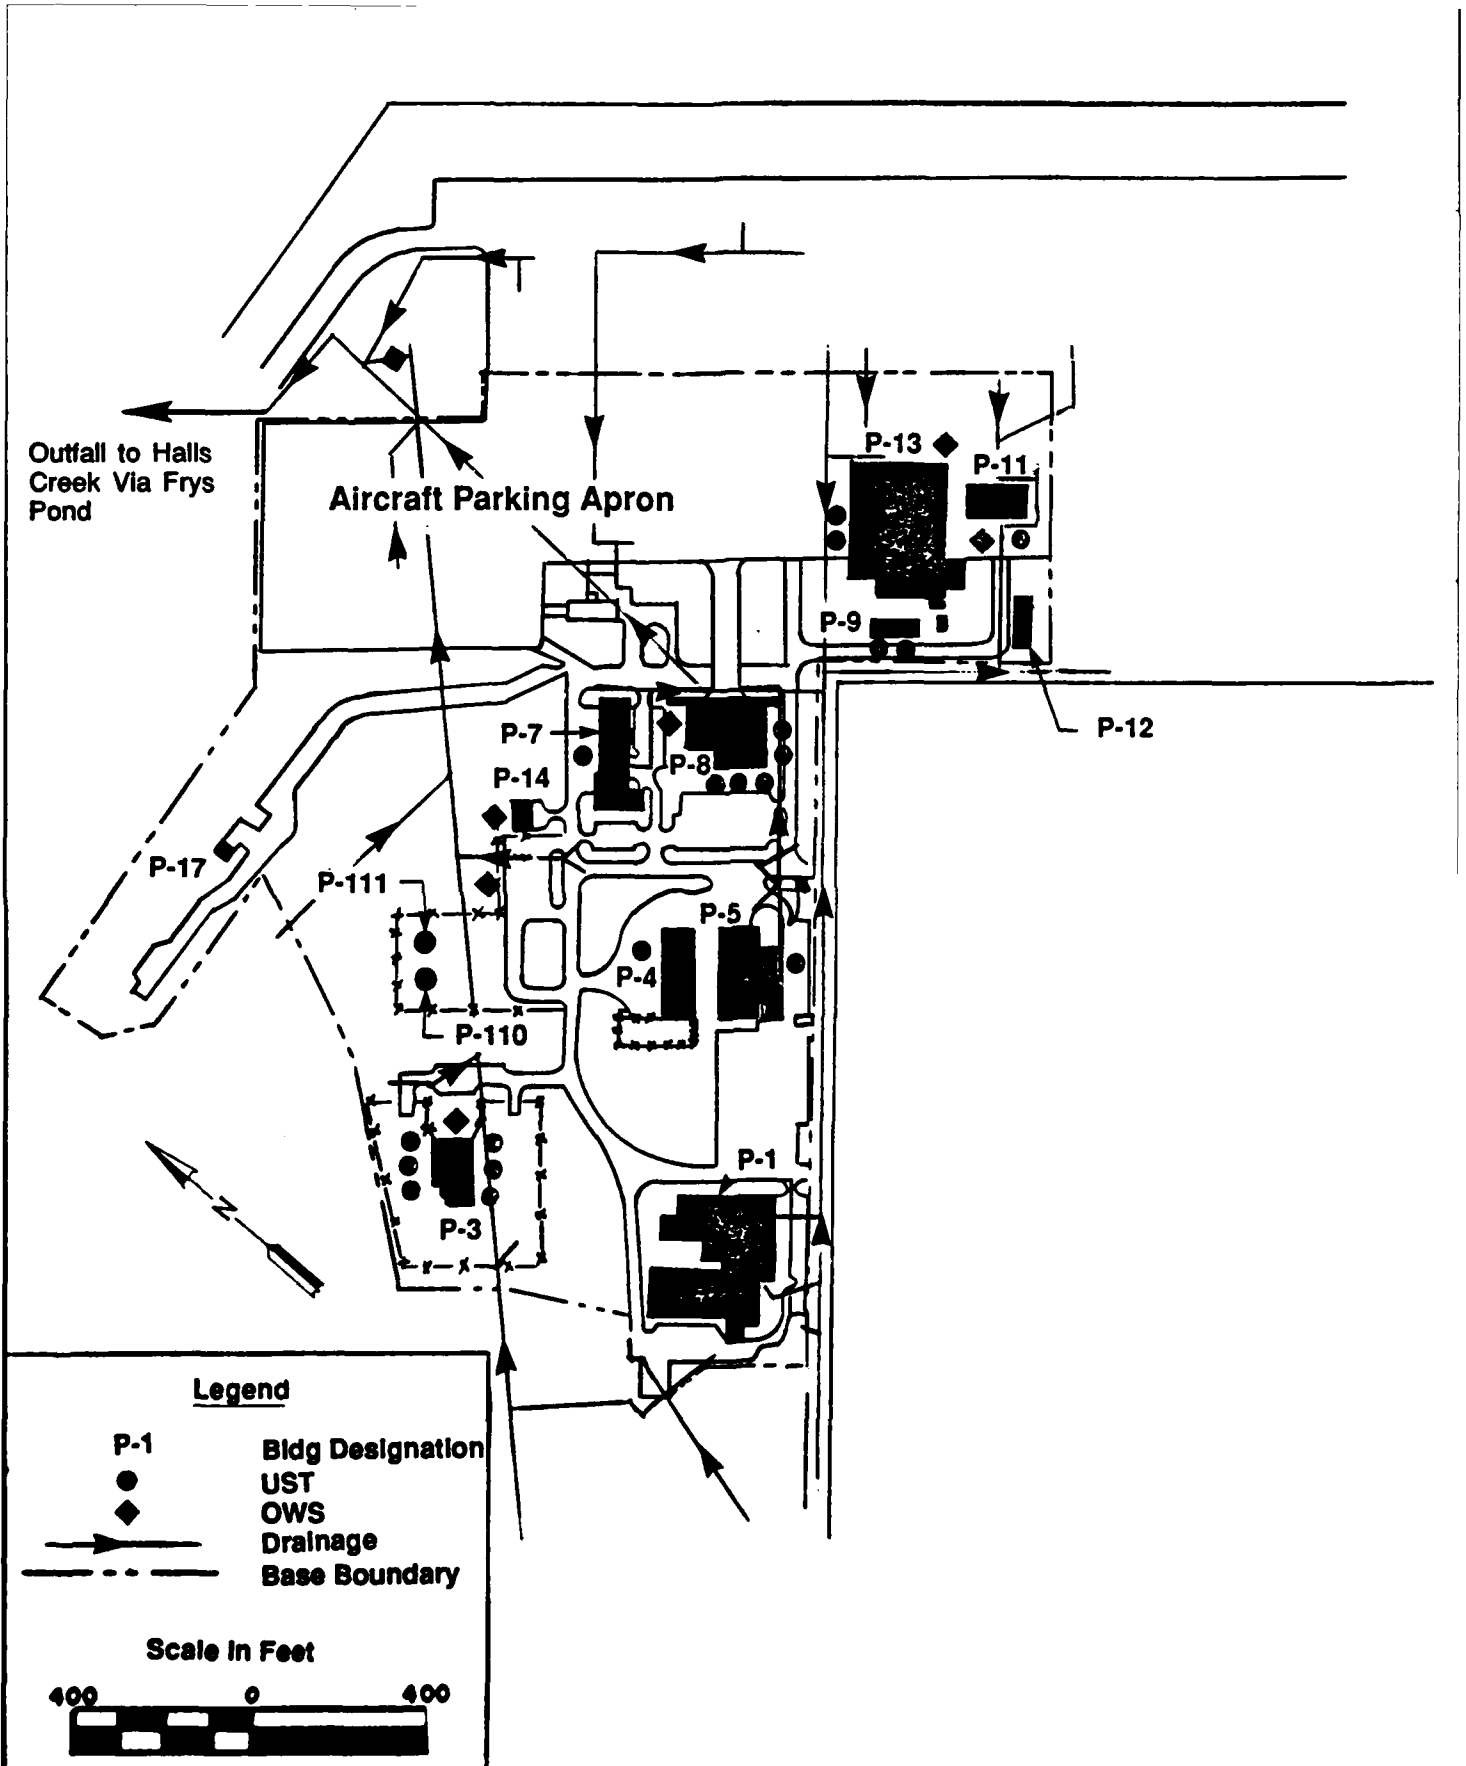 Outfall to Halls
Creek Via Frys
Pond
Aircraft Parking Apron
P-13
P-11
P-9
P-12
P-7
P-8
P-14
P-17
P-111
P-5
P-4
P-110
P-1
P-3
N
Legend
P-1 Bldg Designation
UST
OWS
Drainage
Base Boundary
Scale in Feet
400 0 400